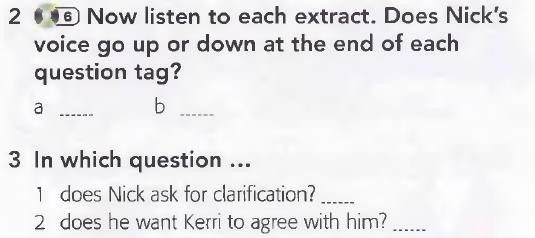 2 6 Now listen to each extract. Does Nick's
voice go up or down at the end of each
question tag?
a ...... b ......
3 In which question ...
1 does Nick ask for clarification? ......
2 does he want Kerri to agree with him? ......